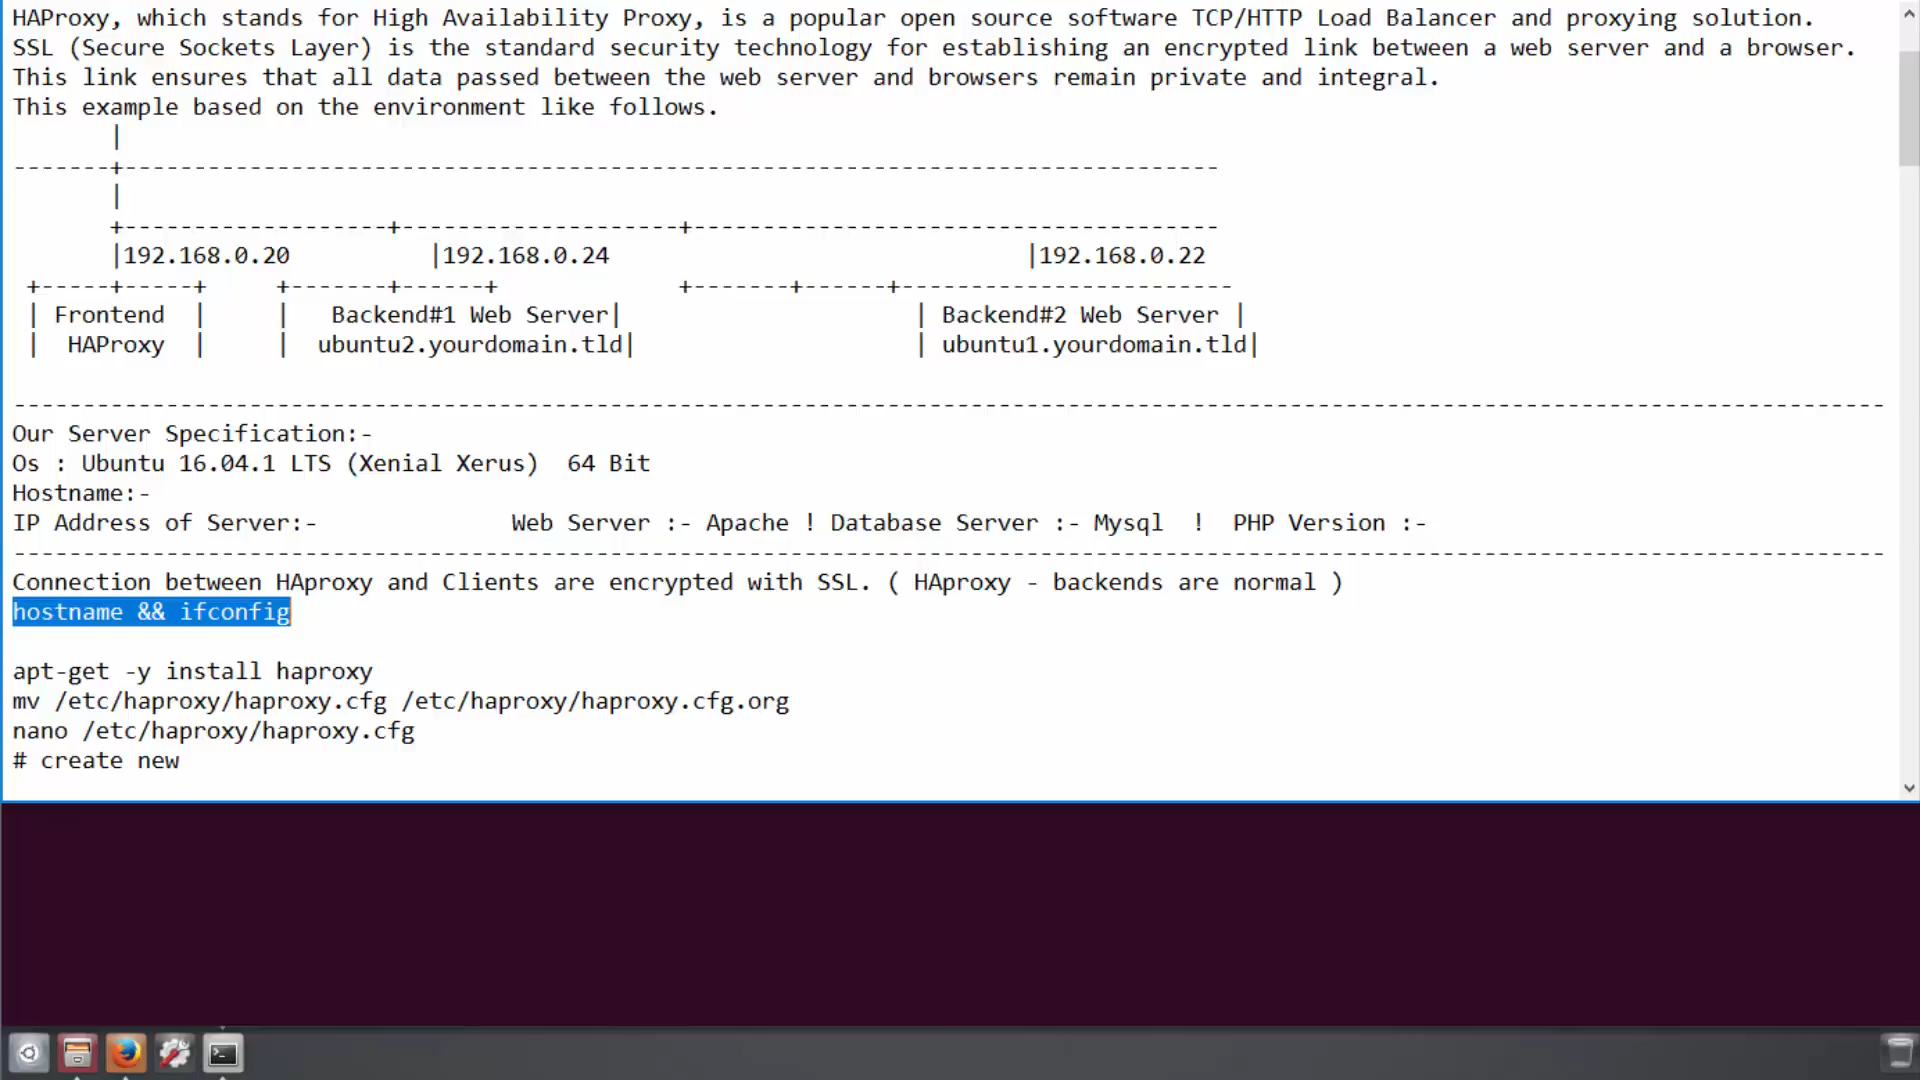 HAProxy, which stands for High Availability Proxy, is a popular open source software TCP/HTTP Load Balancer and proxying solution.
SSL (Secure Sockets Layer) is the standard security technology for establishing an encrypted link between a web server and a browser.
This link ensures that all data passed between the web server and browsers remain private and integral.
This example based on the environment like follows.
|
-------+--------------------------------------------------------------------------------
|
+-------------------+--------------------+--------------------------------------
|192.168.0.20 |192.168.0.24 |192.168.0.22
+-----+-----+ +-------+------+ +-------+------+------------------------
| Frontend | | Backend#1 Web Server| | Backend#2 Web Server |
| HAProxy | | ubuntu2.yourdomain.tld| | ubuntu1.yourdomain.tld|
---------------------------------------------------------------------------------------------------------------------------------------
Our Server Specification:-
Os : Ubuntu 16.04.1 LTS (Xenial Xerus) 64 Bit
Hostname:-
IP Address of Server:- Web Server :- Apache ! Database Server :- Mysql ! PHP Version :-
---------------------------------------------------------------------------------------------------------------------------------------
Connection between HAproxy and Clients are encrypted with SSL. ( HAproxy - backends are normal )
hostname && ifconfig
apt-get -y install haproxy
mv /etc/haproxy/haproxy.cfg /etc/haproxy/haproxy.cfg.org
nano /etc/haproxy/haproxy.cfg
# create new